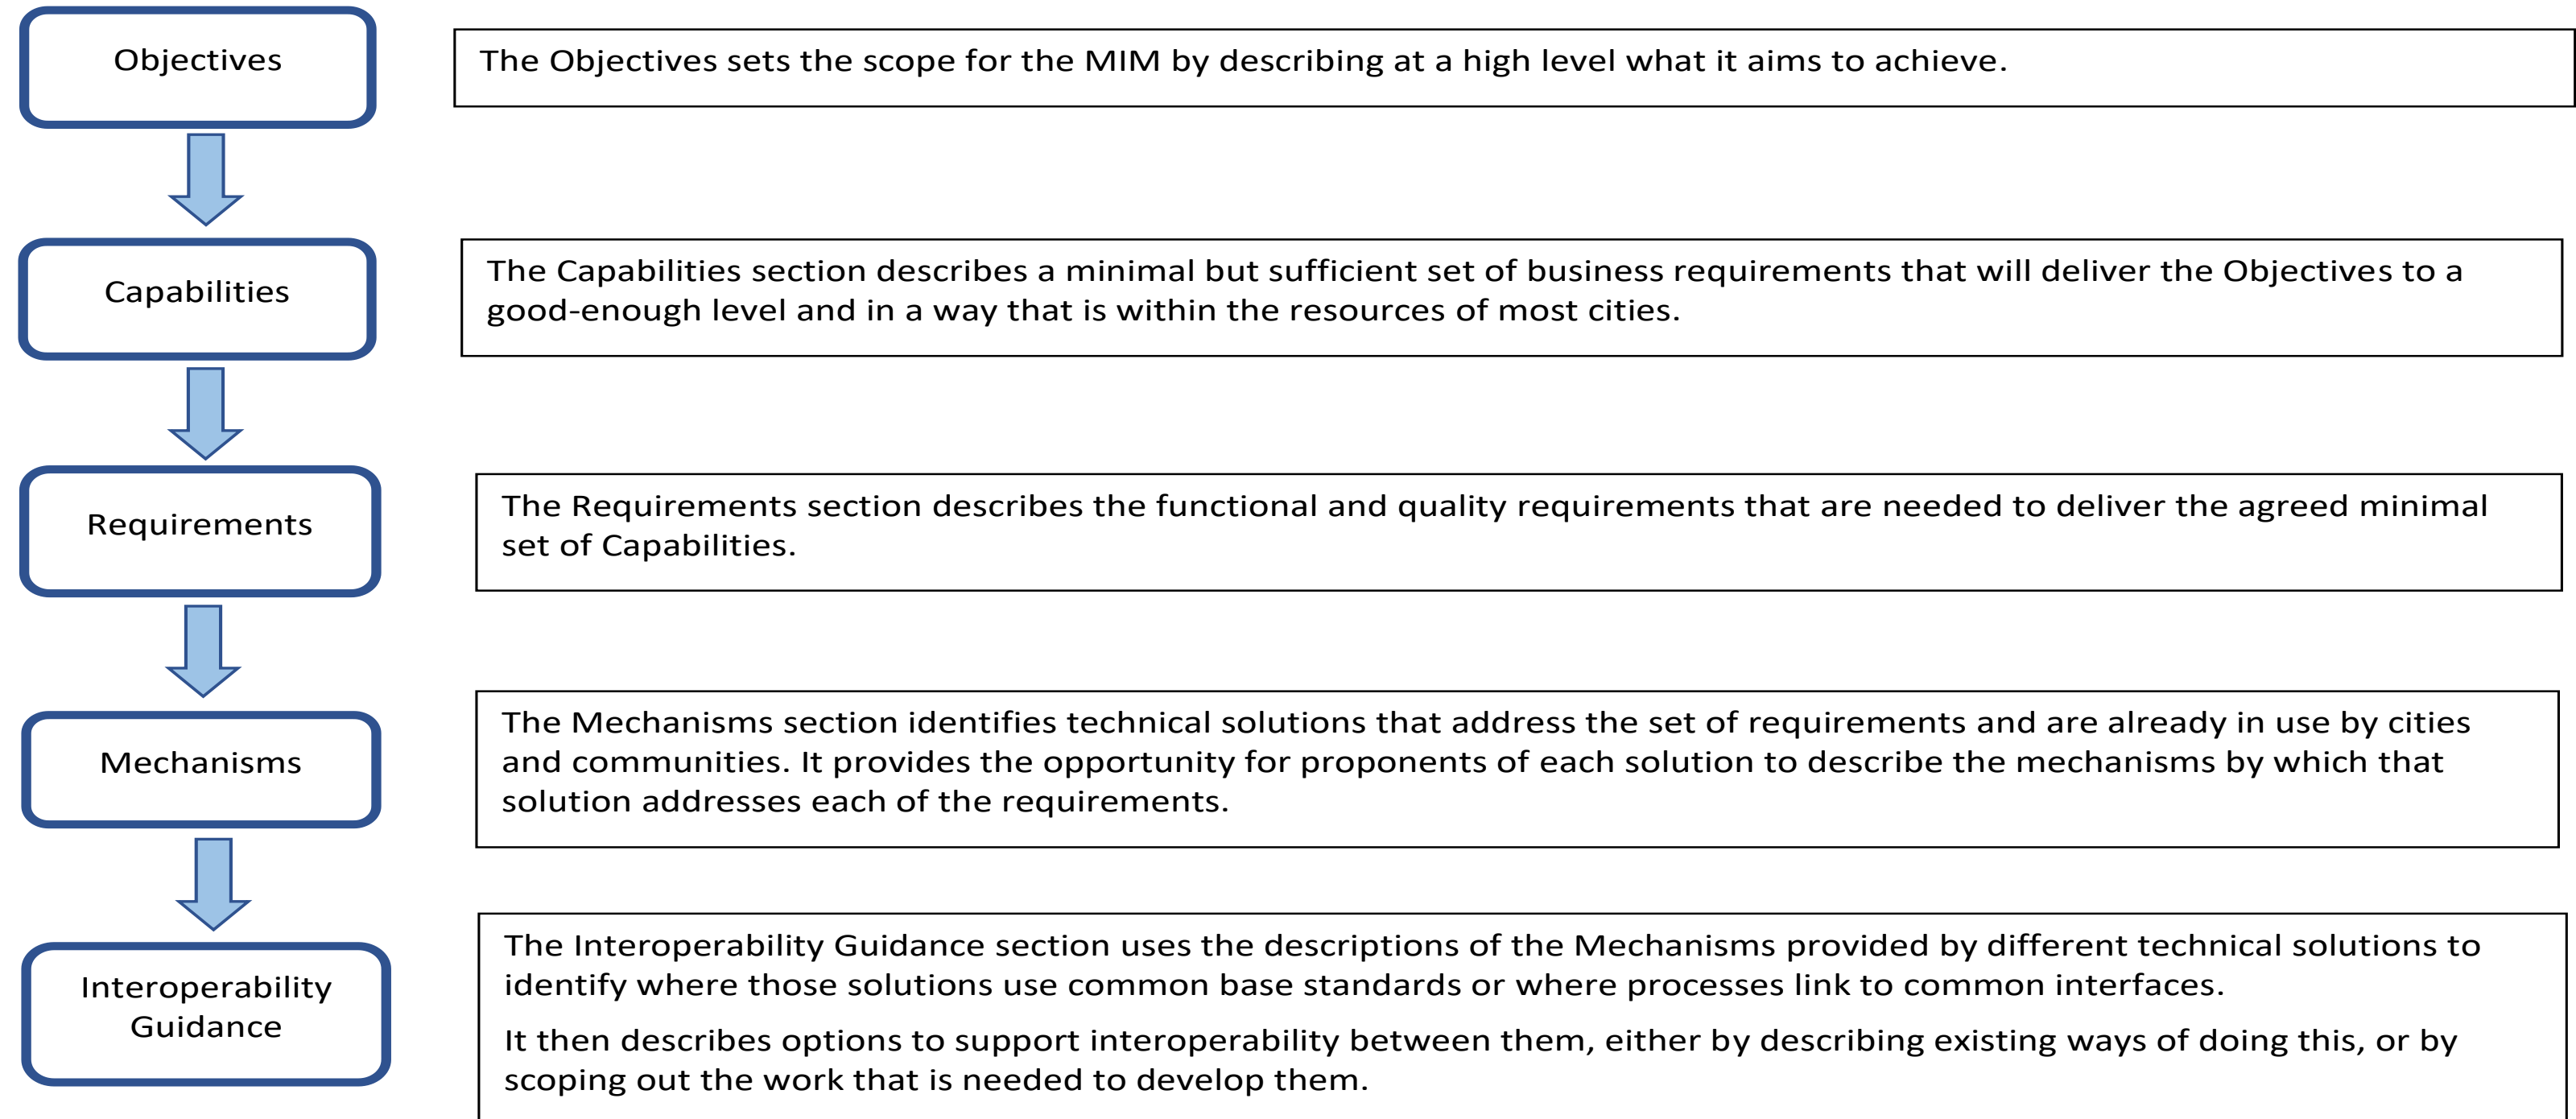 Objectives
The Objectives sets the scope for the MIM by describing at a high level what it aims to achieve.
Capabilities
The Capabilities section describes a minimal but sufficient set of business requirements that will deliver the Objectives to a
good-enough level and in a way that is within the resources of most cities.
Requirements
The Requirements section describes the functional and quality requirements that are needed to deliver the agreed minimal
set of Capabilities.
Mechanisms
The Mechanisms section identifies technical solutions that address the set of requirements and are already in use by cities
and communities. It provides the opportunity for proponents of each solution to describe the mechanisms by which that
solution addresses each of the requirements.
Interoperability
Guidance
The Interoperability Guidance section uses the descriptions of the Mechanisms provided by different technical solutions to
identify where those solutions use common base standards or where processes link to common interfaces.
It then describes options to support interoperability between them, either by describing existing ways of doing this, or by
scoping out the work that is needed to develop them.